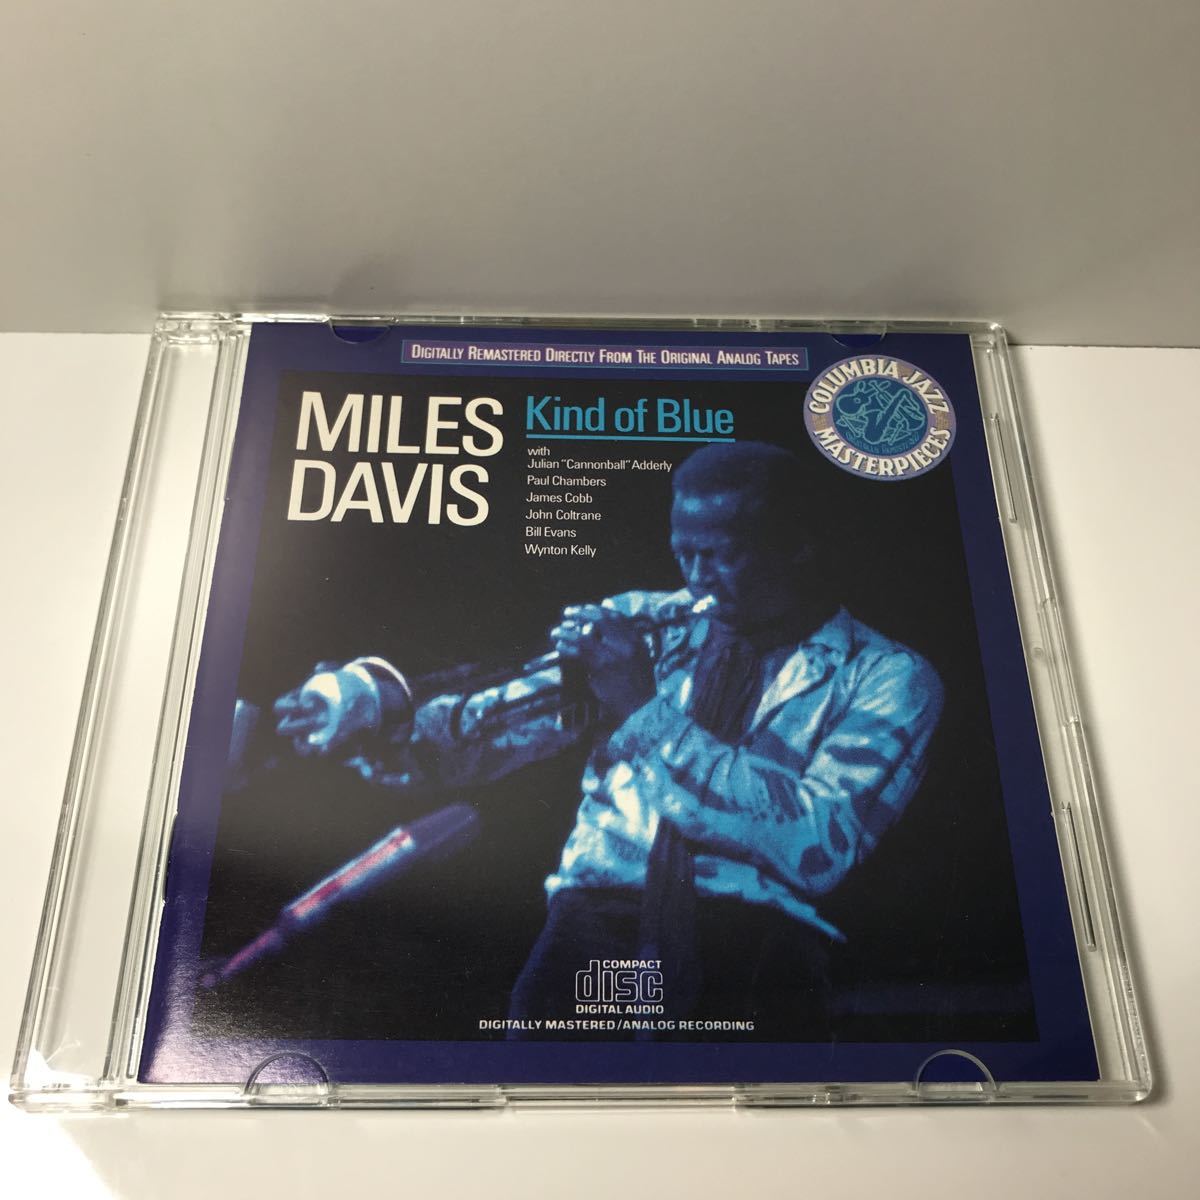 DIGITALLY REMASTERED DIRECTLY FROM THE ORIGINAL ANALOG TAPES
MILES
DAVIS
Kind of Blue
with
Julian "Cannonball" Adderly
Paul Chambers
James Cobb
John Coltrane
Bill Evans
Wynton Kelly
COLUMBIA JAZZ
MASTERPIECES
COMPACT
disc
DIGITAL AUDIO
DIGITALLY MASTERED/ANALOG RECORDING